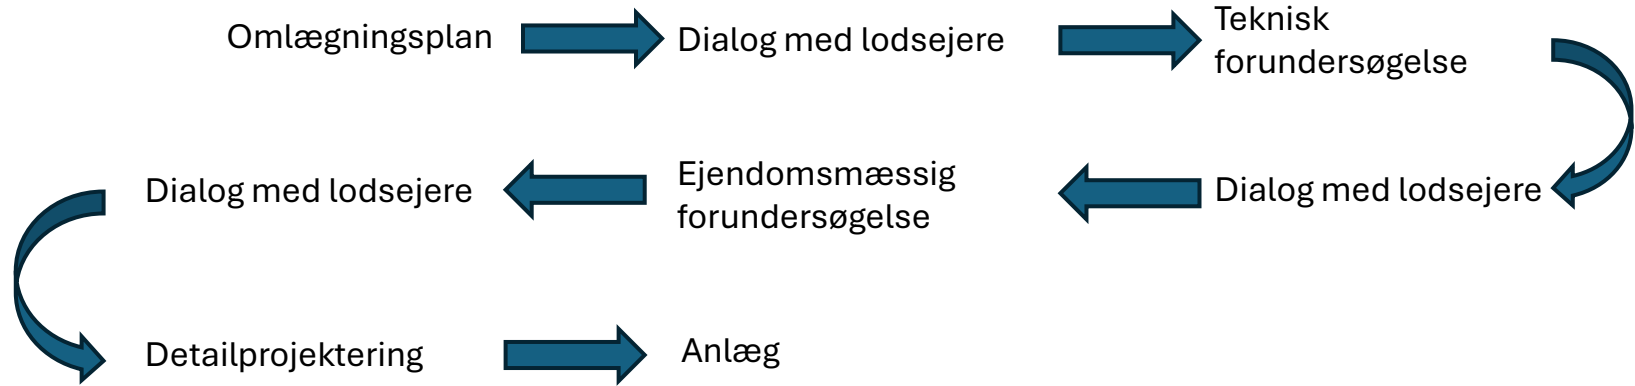 Omlægningsplan
Dialog med lodsejere
Teknisk
forundersøgelse
Dialog med lodsejere
Ejendomsmæssig
forundersøgelse
Dialog med lodsejere
Detailprojektering
Anlæg